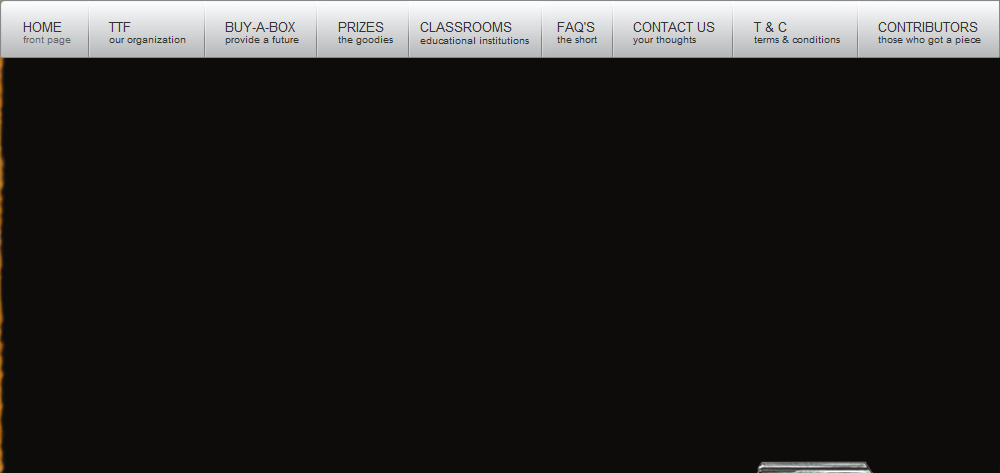 HOME
front page
TTF
our organization
BUY-A-BOX
provide a future
PRIZES
the goodies
CLASSROOMS
educational institutions
FAQ'S
the short
CONTACT US
your thoughts
T & C
terms & conditions
CONTRIBUTORS
those who got a piece